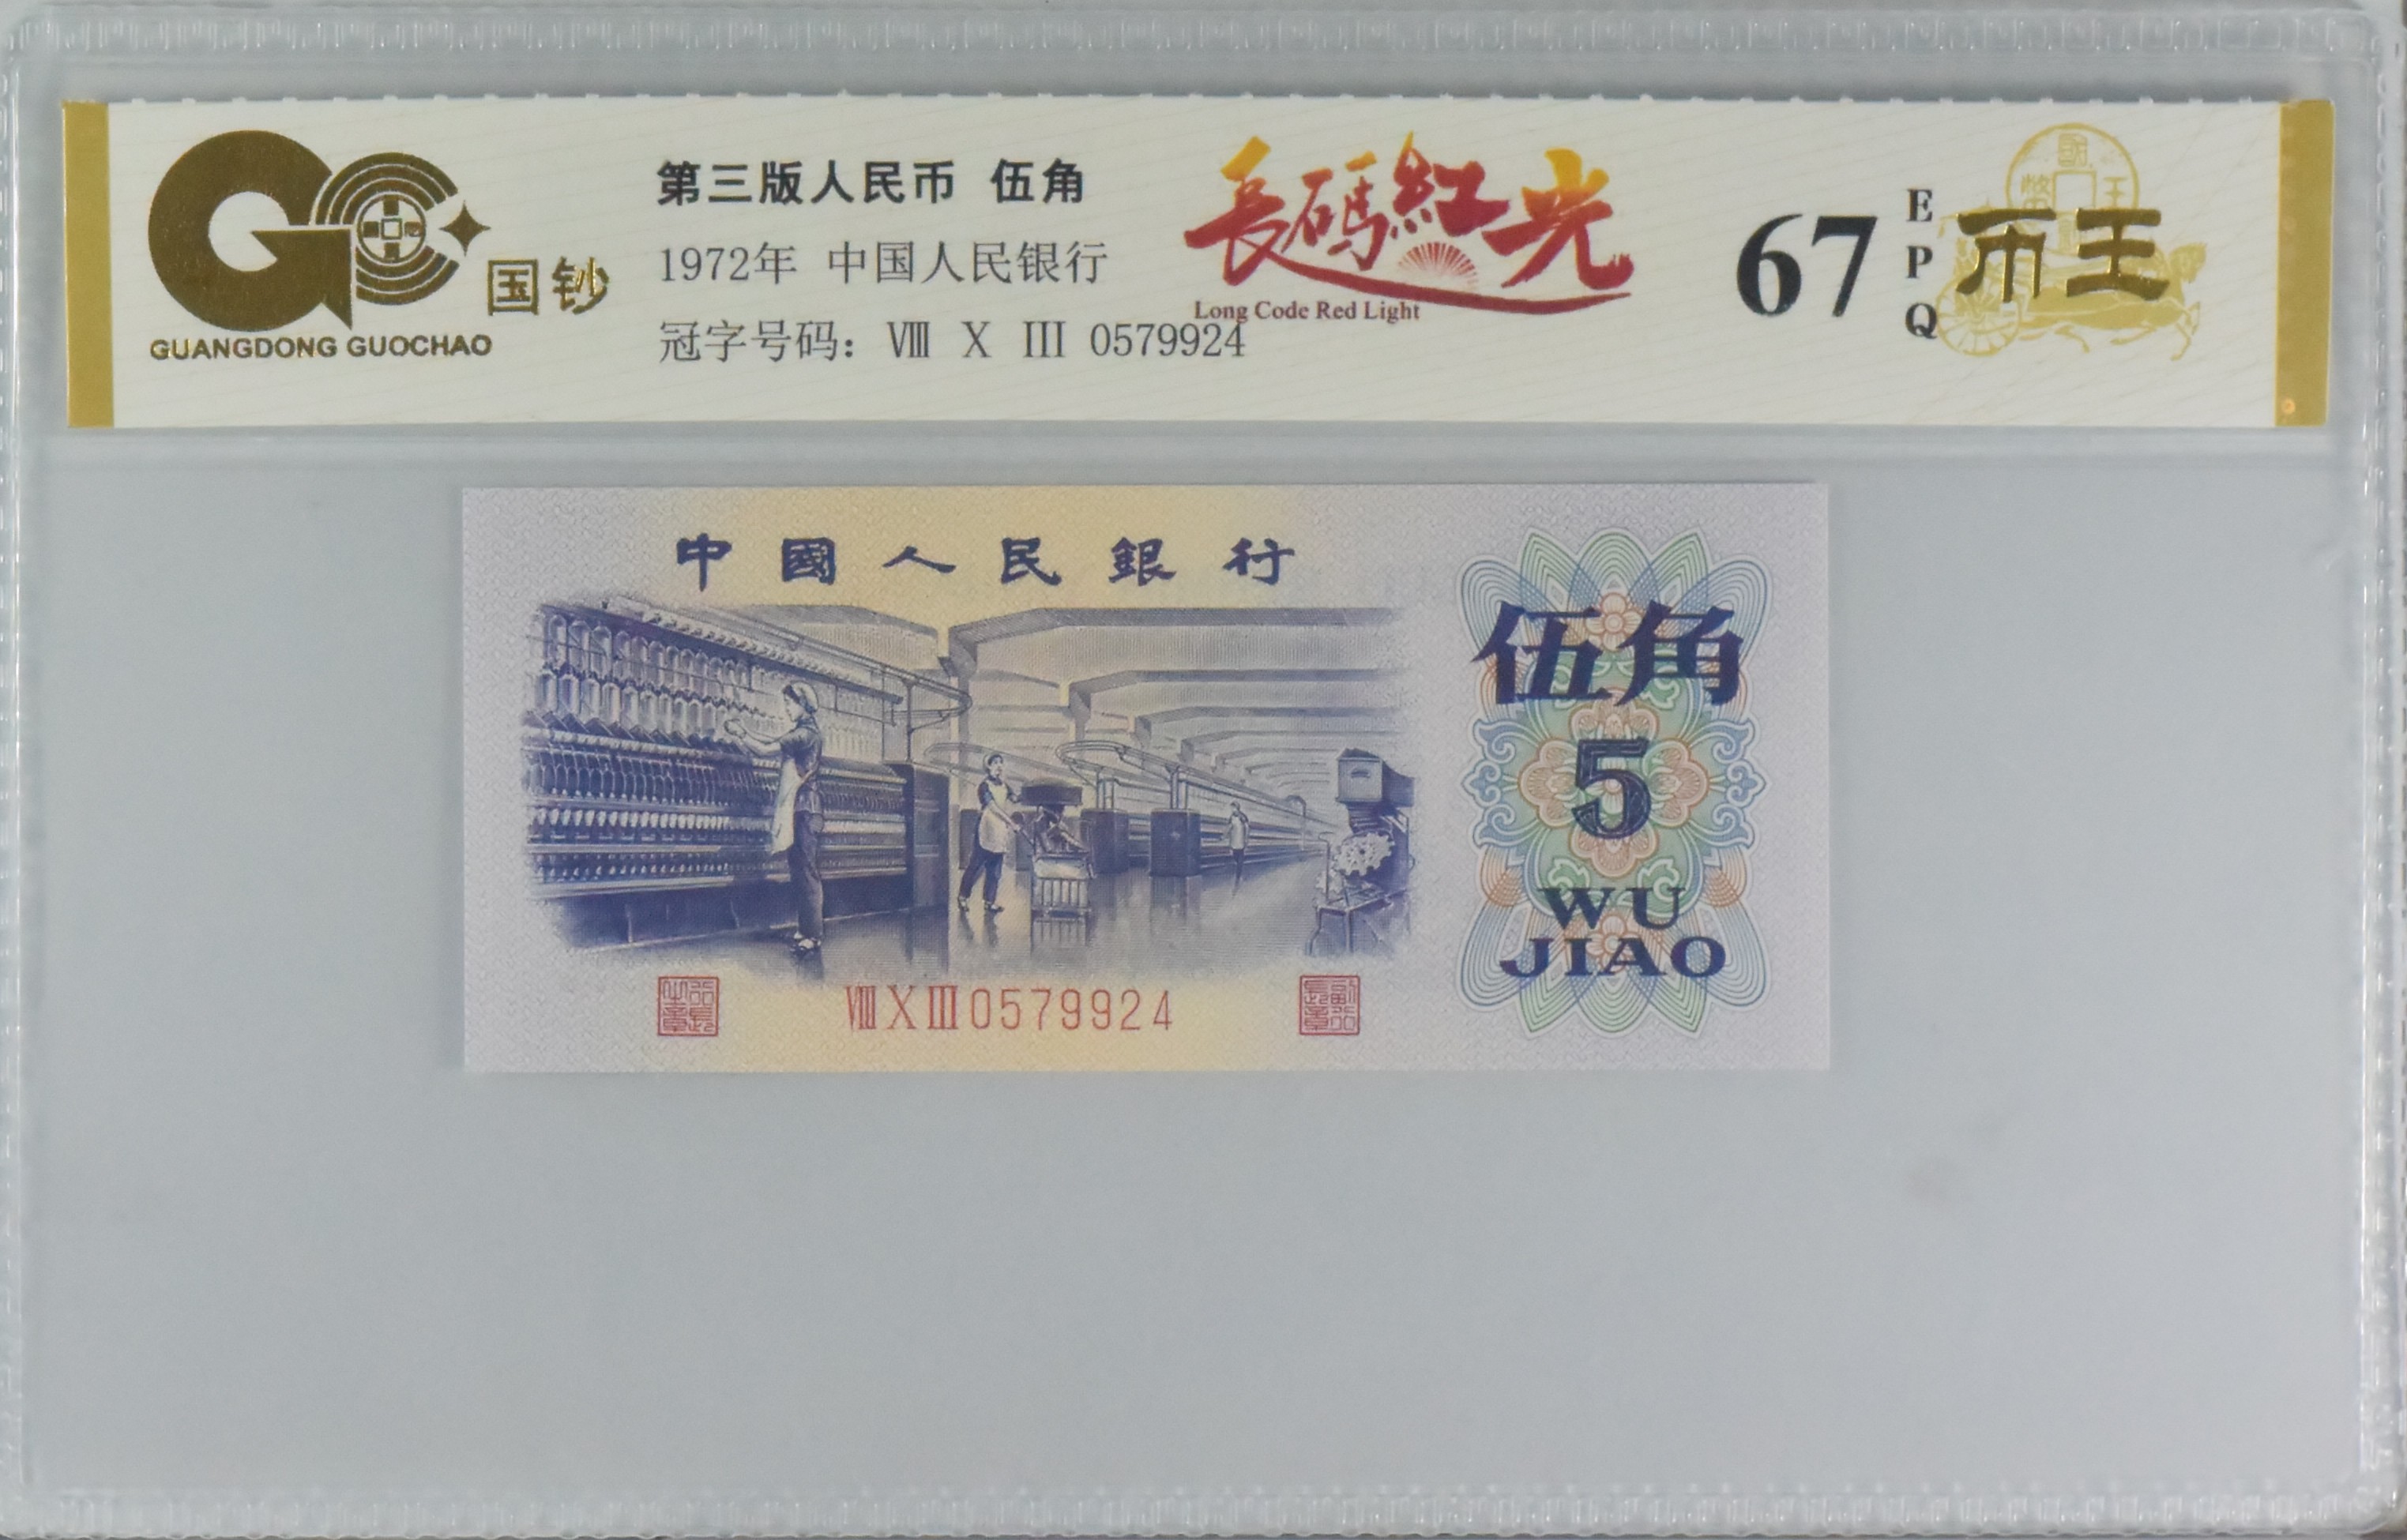 第三版人民币 伍角
1972年 中国人民银行
冠字号码：Ⅷ Ⅹ Ⅲ 0579924
国钞
GUANGDONG GUOCHAO
長碼紅光
Long Code Red Light
67
EPQ
币王
中國人民銀行
伍角
5
WU
JIAO
ⅧⅩⅢ0579924